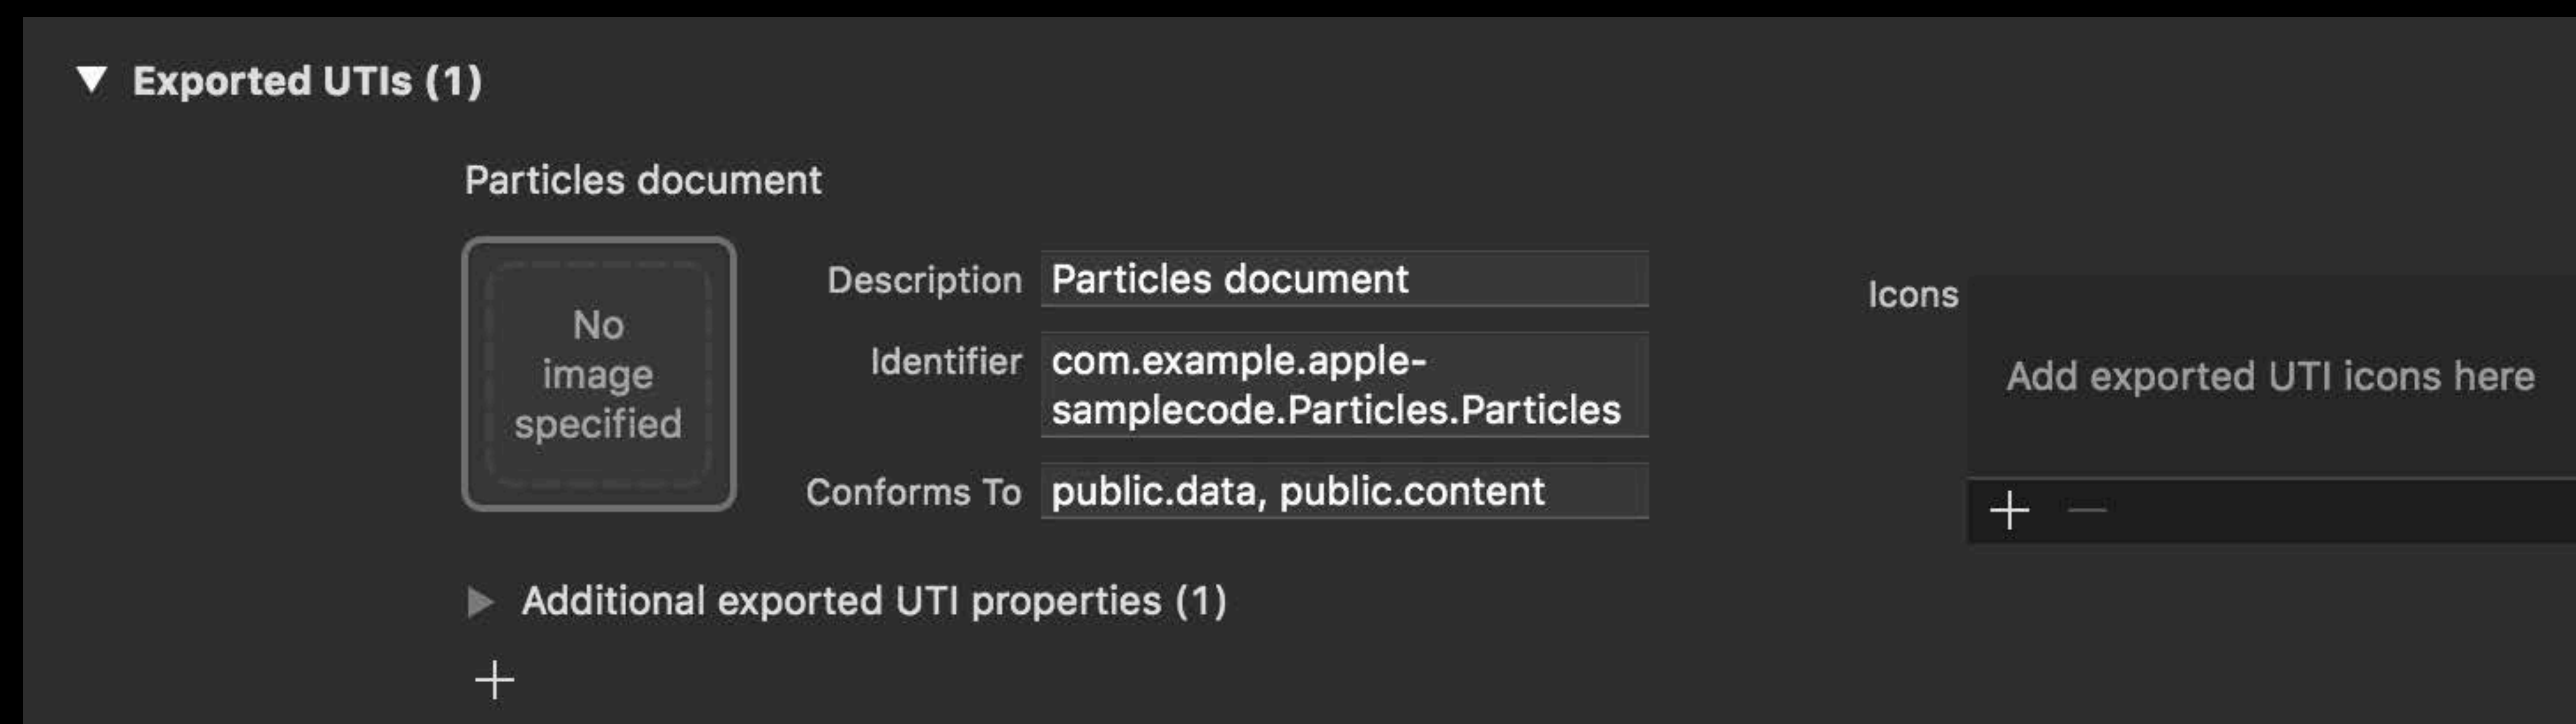 Exported UTIs (1)
Particles document
No
image
specified
Description
Particles document
Identifier
com.example.apple-
samplecode.Particles.Particles
Conforms To
public.data, public.content
Icons
Add exported UTI icons here
Additional exported UTI properties (1)